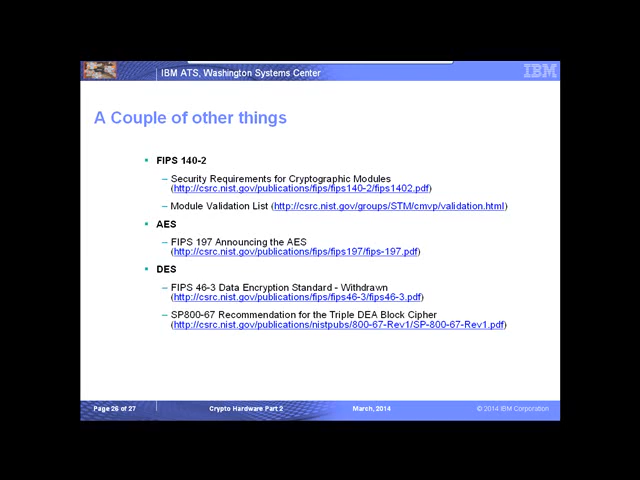 IBM ATS, Washington Systems Center
IBM
A Couple of other things
FIPS 140-2
– Security Requirements for Cryptographic Modules
(http://csrc.nist.gov/publications/fips/fips140-2/fips1402.pdf)
– Module Validation List (http://csrc.nist.gov/groups/STM/cmvp/validation.html)
AES
– FIPS 197 Announcing the AES
(http://csrc.nist.gov/publications/fips/fips197/fips-197.pdf)
DES
– FIPS 46-3 Data Encryption Standard - Withdrawn
(http://csrc.nist.gov/publications/fips/fips46-3/fips46-3.pdf)
– SP800-67 Recommendation for the Triple DEA Block Cipher
(http://csrc.nist.gov/publications/nistpubs/800-67-Rev1/SP-800-67-Rev1.pdf)
Page 26 of 27 Crypto Hardware Part 2 March, 2014 © 2014 IBM Corporation